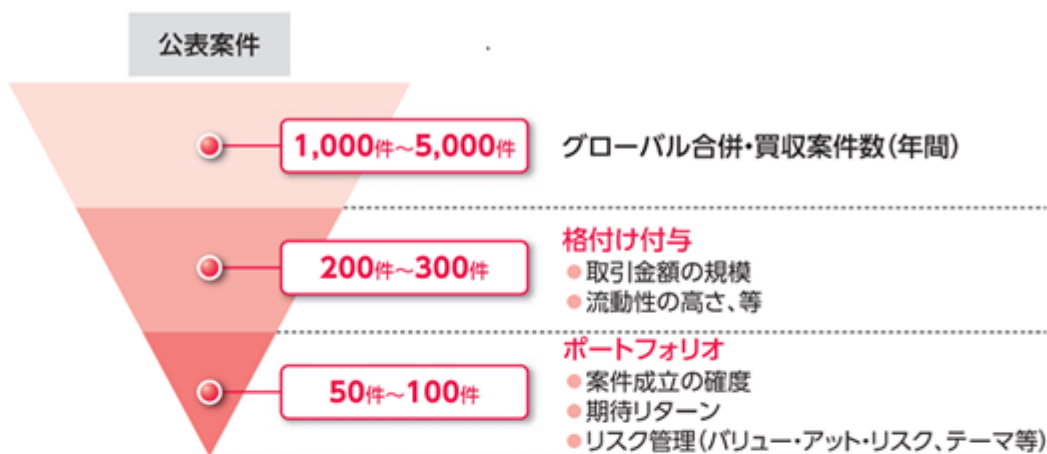 公表案件
1,000件～5,000件
グローバル合併・買収案件数(年間)
200件～300件
格付け付与
●取引金額の規模
●流動性の高さ、等
50件～100件
ポートフォリオ
●案件成立の確度
●期待リターン
●リスク管理(バリュー・アット・リスク、テーマ等)